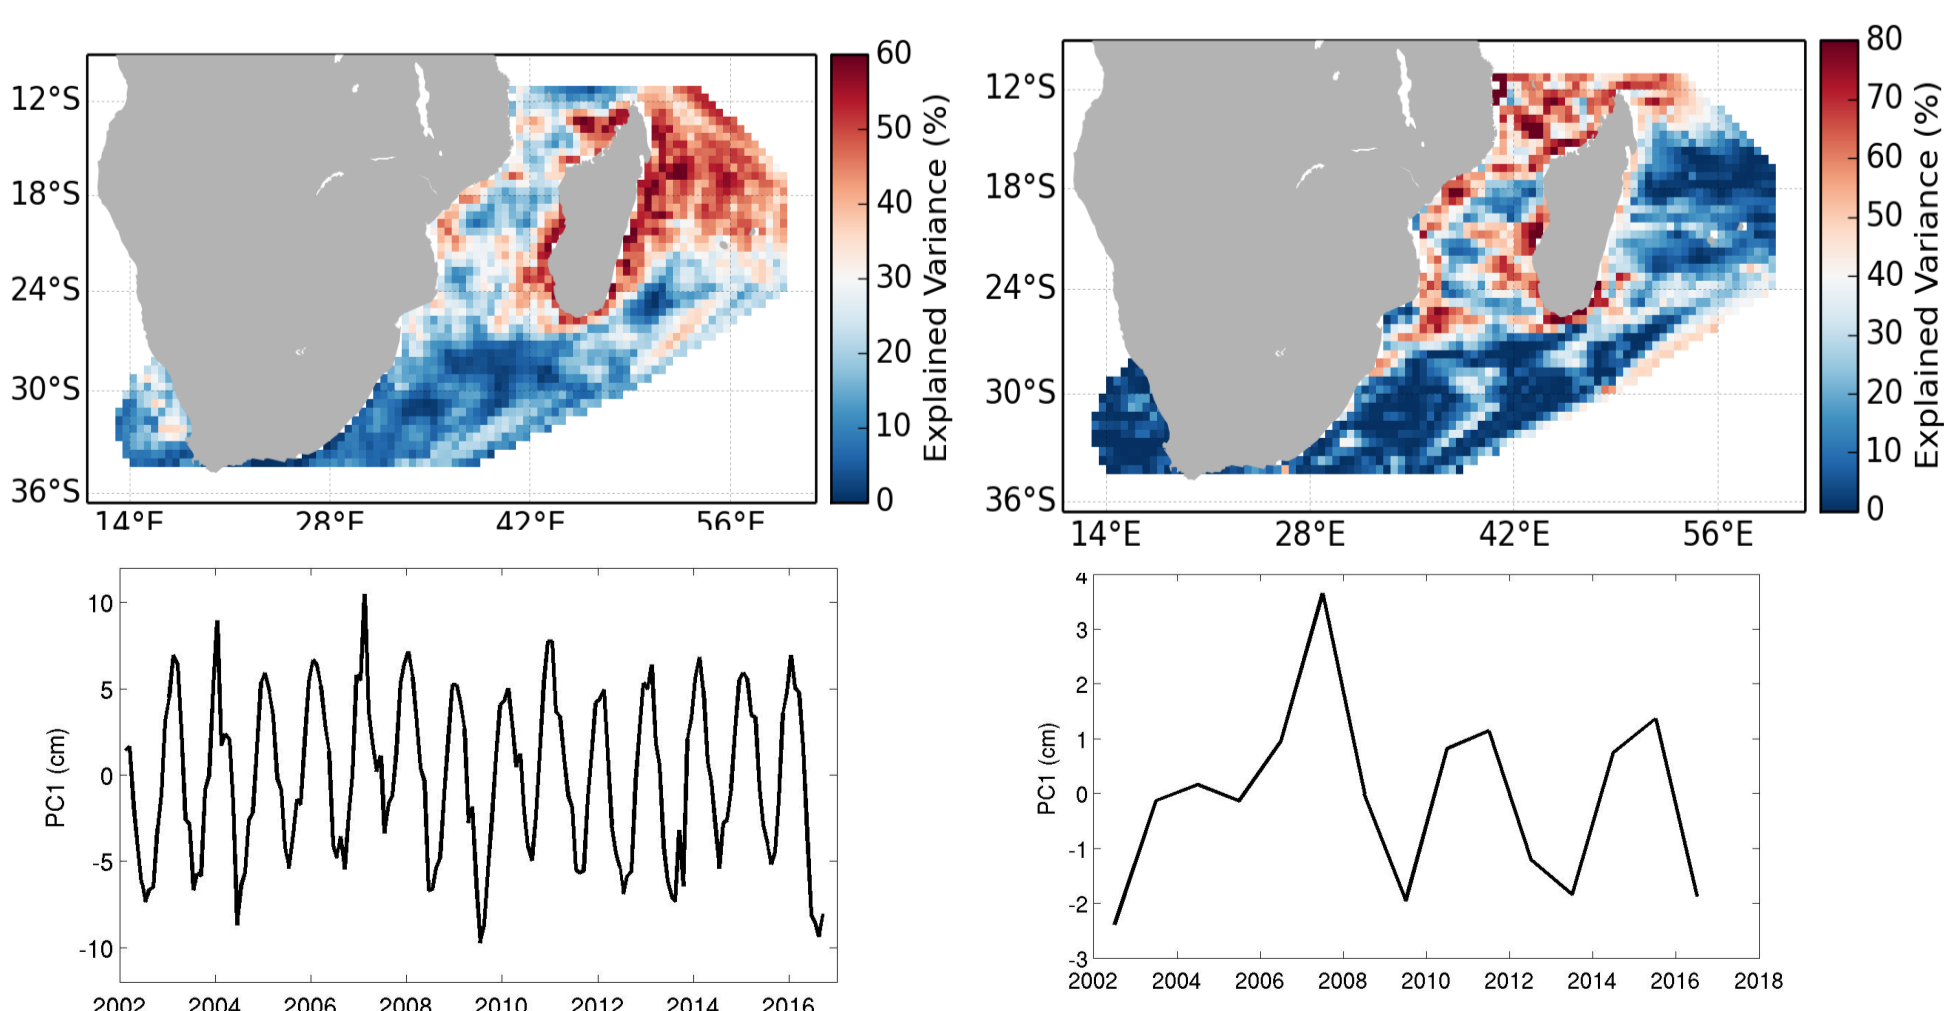 12°S
18°S
24°S
30°S
36°S
14°E 28°E 42°E 56°E
60
50
40
30
20
10
0
Explained Variance (%)
12°S
18°S
24°S
30°S
36°S
14°E 28°E 42°E 56°E
80
70
60
50
40
30
20
10
0
Explained Variance (%)
10
5
0
-5
-10
PC1 (cm)
2002 2004 2006 2008 2010 2012 2014 2016
4
3
2
1
0
-1
-2
-3
PC1 (cm)
2002 2004 2006 2008 2010 2012 2014 2016 2018